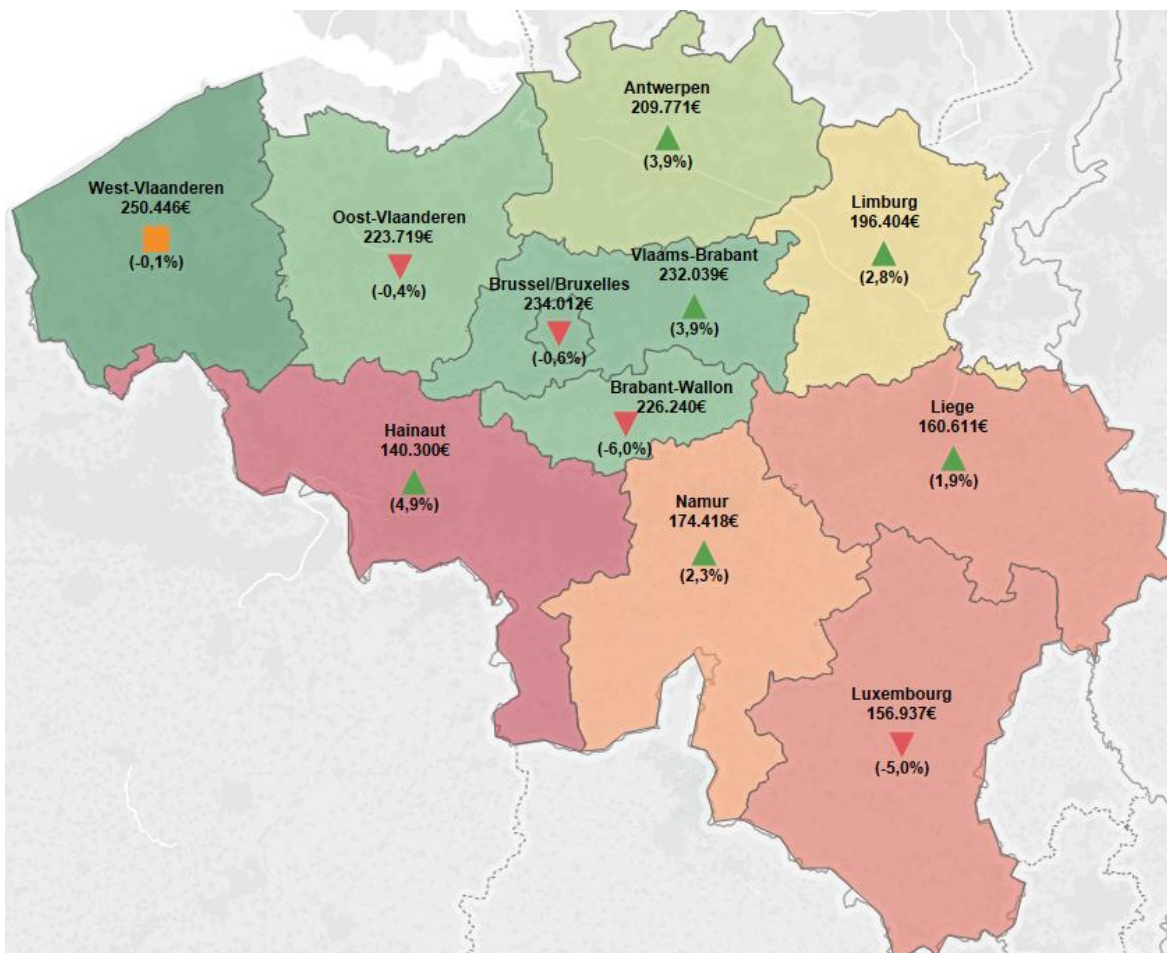 Antwerpen
209.771€
(3,9%)
West-Vlaanderen
250.446€
(-0,1%)
Oost-Vlaanderen
223.719€
(-0,4%)
Limburg
196.404€
(2,8%)
Vlaams-Brabant
232.039€
(3,9%)
Brussel/Bruxelles
234.012€
(-0,6%)
Brabant-Wallon
226.240€
(-6,0%)
Hainaut
140.300€
(4,9%)
Liege
160.611€
(1,9%)
Namur
174.418€
(2,3%)
Luxembourg
156.937€
(-5,0%)